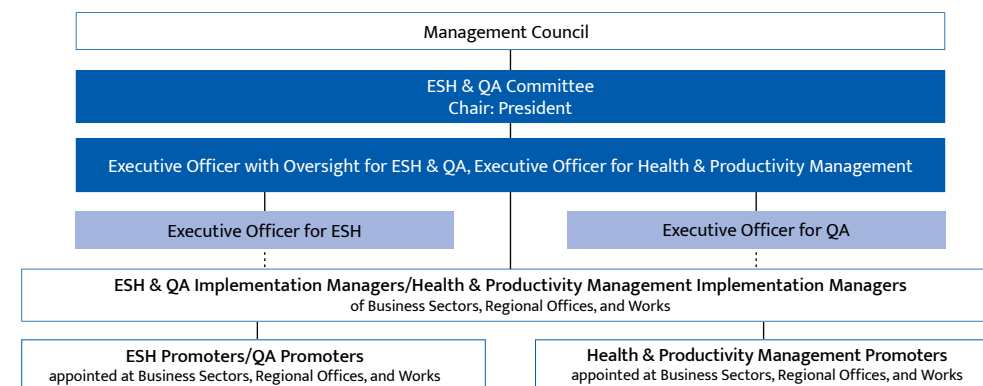 Management Council
ESH & QA Committee
Chair: President
Executive Officer with Oversight for ESH & QA, Executive Officer for Health & Productivity Management
Executive Officer for ESH
Executive Officer for QA
ESH & QA Implementation Managers/Health & Productivity Management Implementation Managers
of Business Sectors, Regional Offices, and Works
ESH Promoters/QA Promoters
appointed at Business Sectors, Regional Offices, and Works
Health & Productivity Management Promoters
appointed at Business Sectors, Regional Offices, and Works